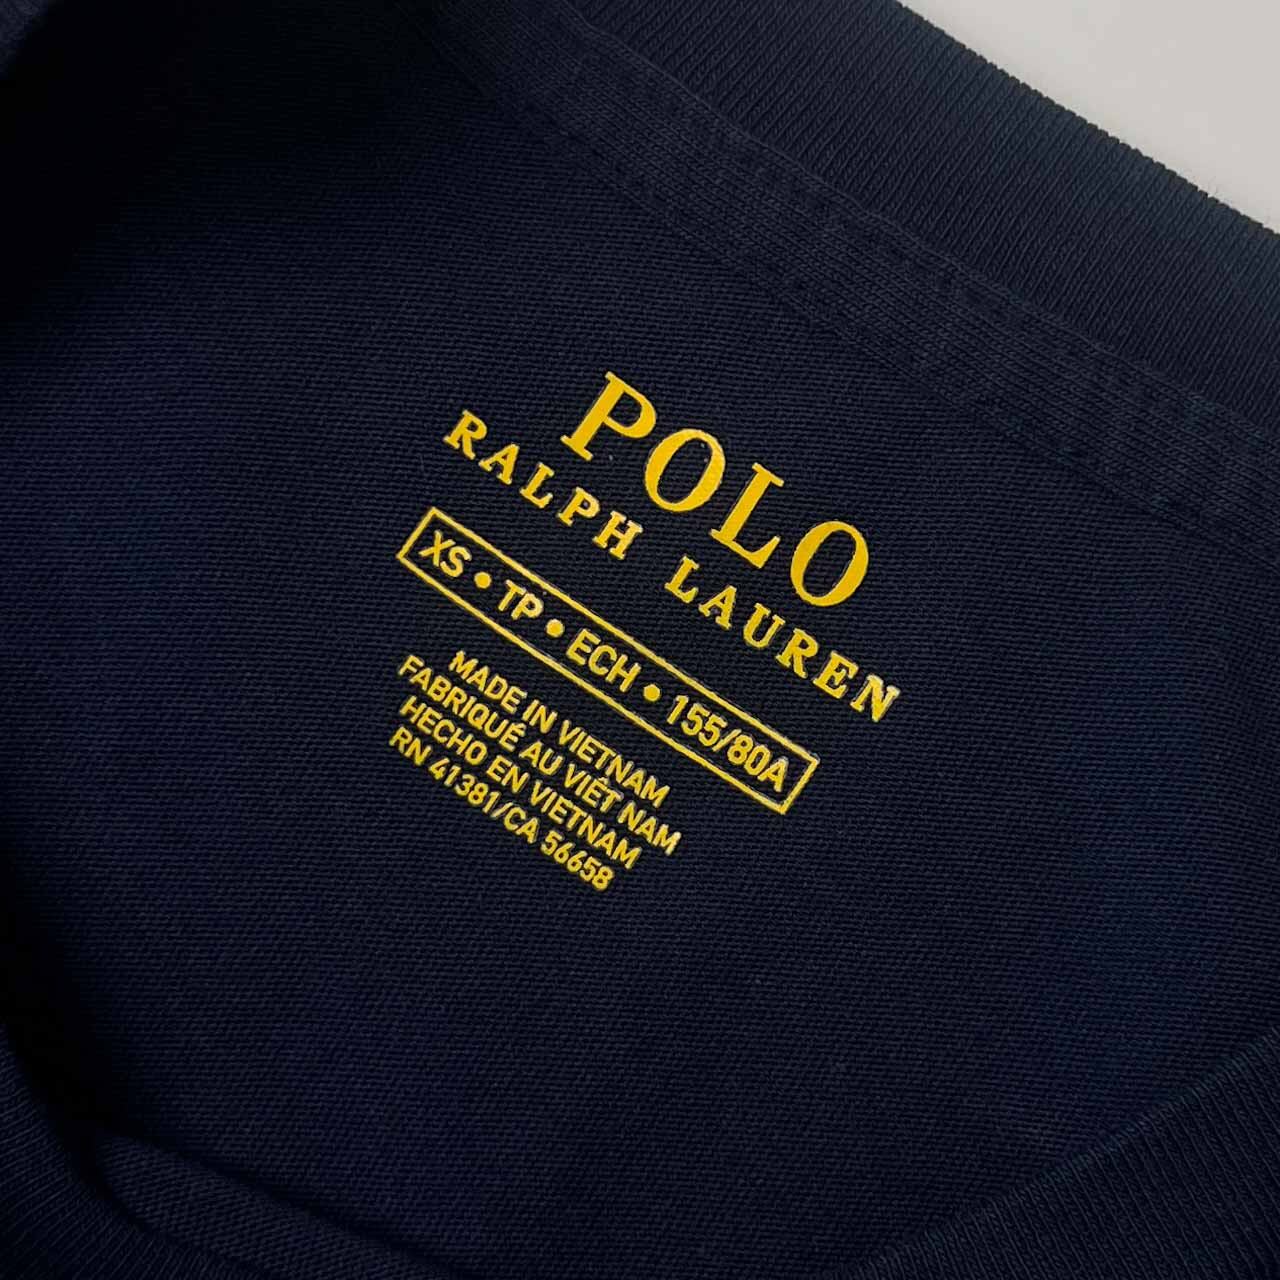 POLO
RALPH LAUREN
XS • TP • ECH • 155/80A
MADE IN VIETNAM
FABRIQUÉ AU VIÊT NAM
HECHO EN VIETNAM
RN 41381/CA 56658